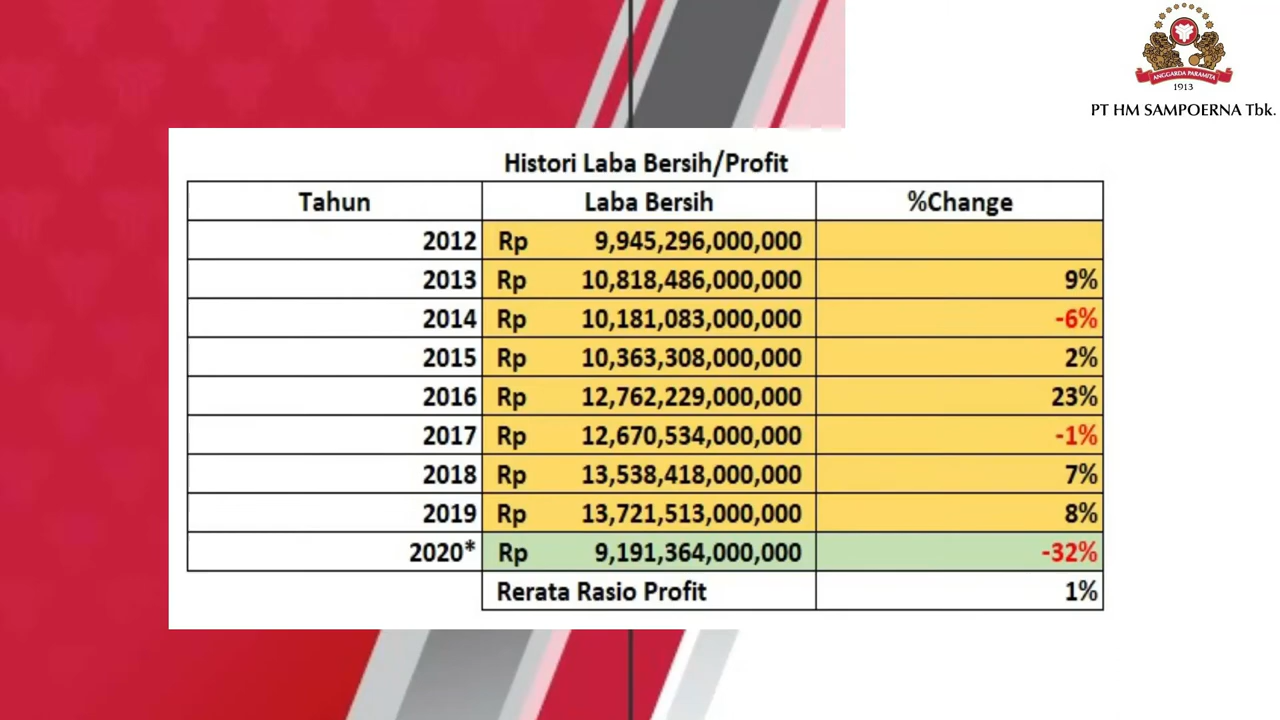 ANGGARDA PARAMITA
1913
PT HM SAMPOERNA Tbk.
Histori Laba Bersih/Profit
Tahun Laba Bersih %Change
2012 Rp 9,945,296,000,000
2013 Rp 10,818,486,000,000 9%
2014 Rp 10,181,083,000,000 -6%
2015 Rp 10,363,308,000,000 2%
2016 Rp 12,762,229,000,000 23%
2017 Rp 12,670,534,000,000 -1%
2018 Rp 13,538,418,000,000 7%
2019 Rp 13,721,513,000,000 8%
2020* Rp 9,191,364,000,000 -32%
Rerata Rasio Profit 1%